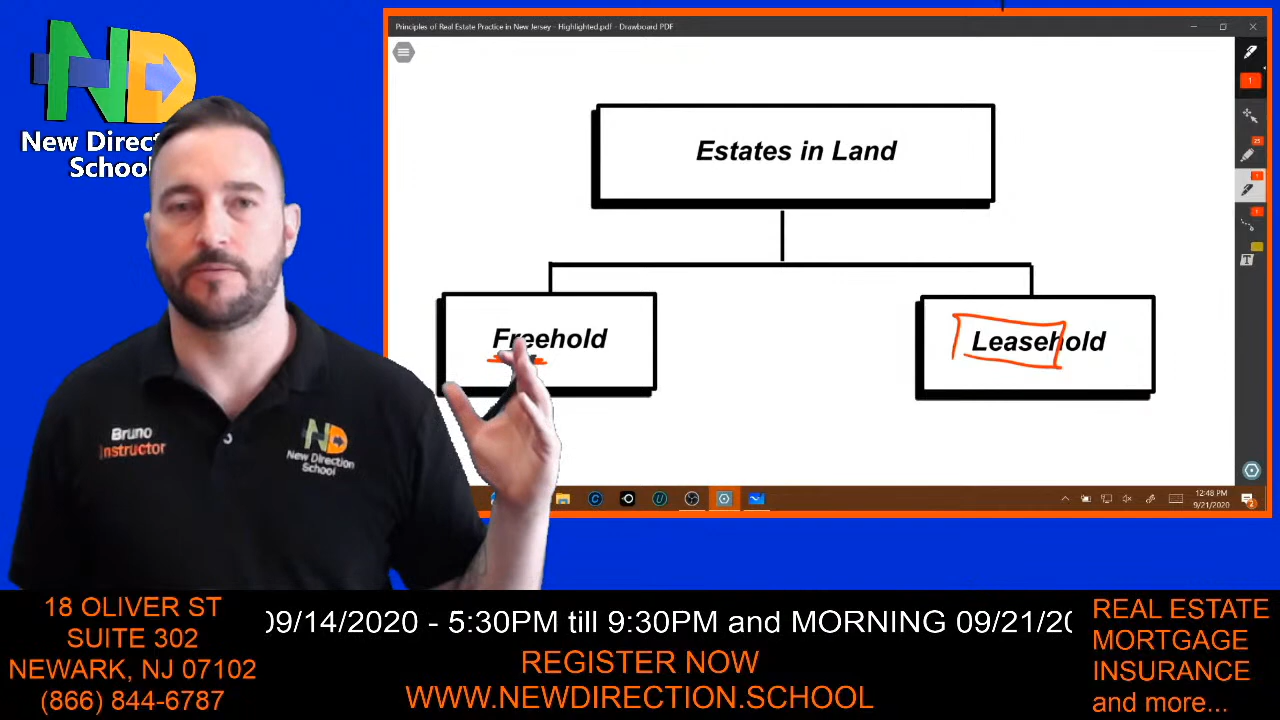 New Direc
School
Bruno
Instructor
New Direction
School
Principles of Real Estate Practice in New Jersey - Highlighted.pdf - Drawboard PDF
Estates in Land
Freehold
Leasehold
12:48 PM
9/21/2020
18 OLIVER ST
SUITE 302
NEWARK, NJ 07102
(866) 844-6787
09/14/2020 - 5:30PM till 9:30PM and MORNING 09/21/20
REGISTER NOW
WWW.NEWDIRECTION.SCHOOL
REAL ESTATE
MORTGAGE
INSURANCE
and more...